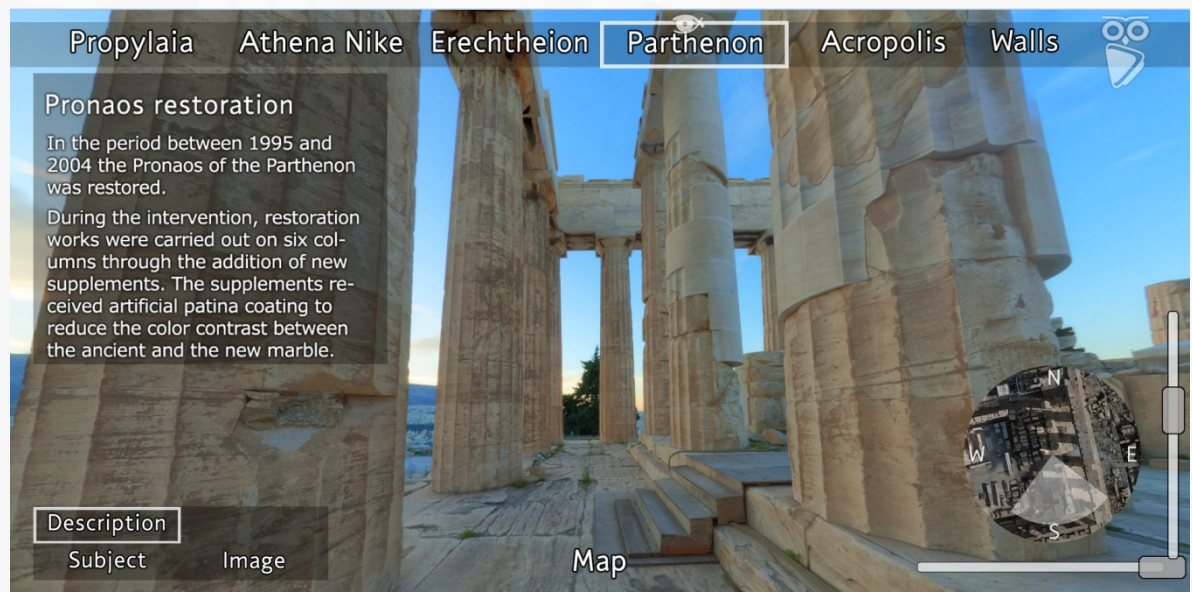 Propylaia Athena Nike Erechtheion Parthenon Acropolis Walls
Pronaos restoration
In the period between 1995 and
2004 the Pronaos of the Parthenon
was restored.
During the intervention, restoration
works were carried out on six col-
umns through the addition of new
supplements. The supplements re-
ceived artificial patina coating to
reduce the color contrast between
the ancient and the new marble.
N
W E
S
Description
Subject Image
Map